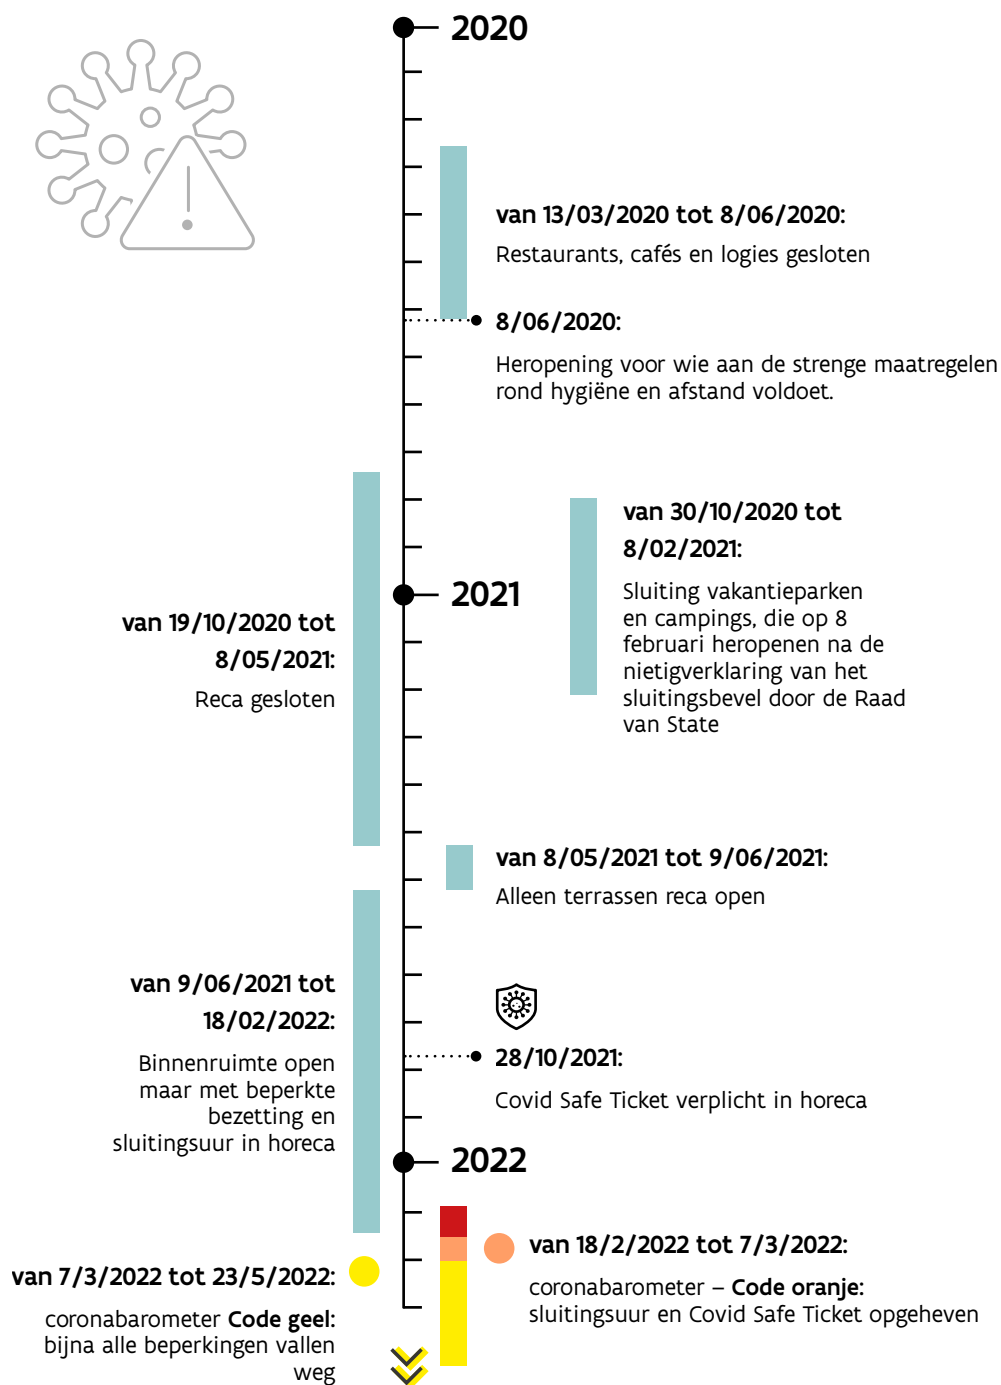 2020
van 13/03/2020 tot 8/06/2020:
Restaurants, cafés en logies gesloten
8/06/2020:
Heropening voor wie aan de strenge maatregelen
rond hygiëne en afstand voldoet.
van 30/10/2020 tot
8/02/2021:
Sluiting vakantieparken
en campings, die op 8
februari heropenen na de
nietigverklaring van het
sluitingsbevel door de Raad
van State
2021
van 19/10/2020 tot
8/05/2021:
Reca gesloten
van 8/05/2021 tot 9/06/2021:
Alleen terrassen reca open
van 9/06/2021 tot
18/02/2022:
Binnenruimte open
maar met beperkte
bezetting en
sluitingsuur in horeca
28/10/2021:
Covid Safe Ticket verplicht in horeca
2022
van 18/2/2022 tot 7/3/2022:
coronabarometer – Code oranje:
sluitingsuur en Covid Safe Ticket opgeheven
van 7/3/2022 tot 23/5/2022:
coronabarometer Code geel:
bijna alle beperkingen vallen
weg